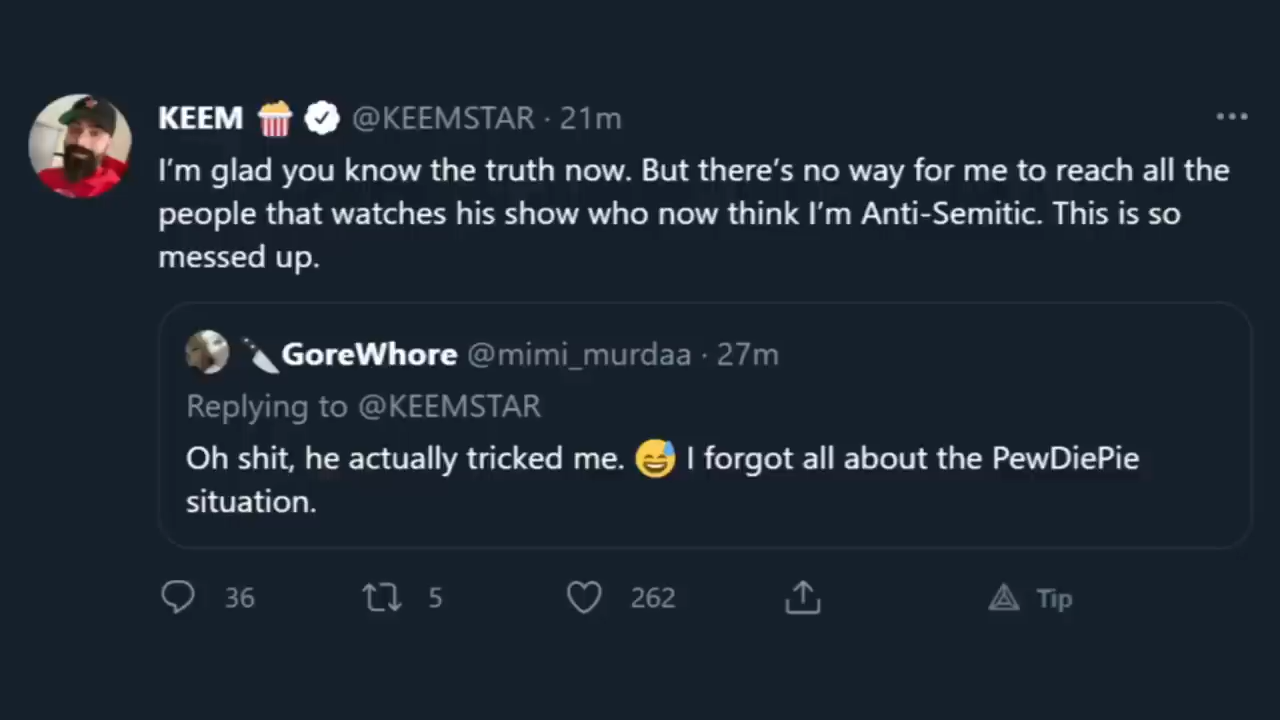 KEEM 🍿 @KEEMSTAR · 21m
I’m glad you know the truth now. But there’s no way for me to reach all the
people that watches his show who now think I’m Anti-Semitic. This is so
messed up.
🔪GoreWhore @mimi_murdaa · 27m
Replying to @KEEMSTAR
Oh shit, he actually tricked me. 😅 I forgot all about the PewDiePie
situation.
36 5 262 Tip